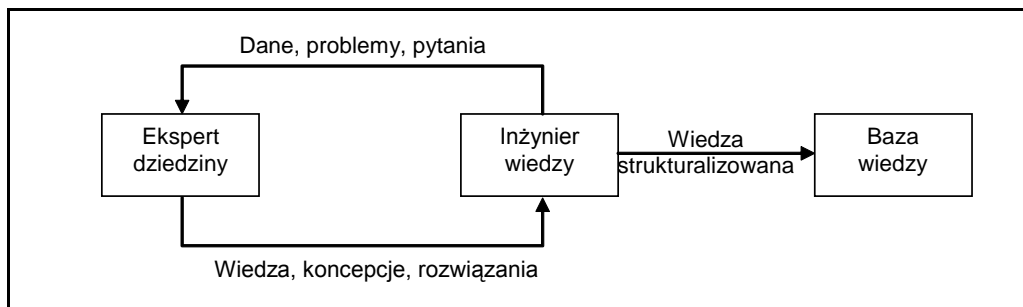 Dane, problemy, pytania
Ekspert
dziedziny
Inżynier
wiedzy
Wiedza
strukturalizowana
Baza
wiedzy
Wiedza, koncepcje, rozwiązania